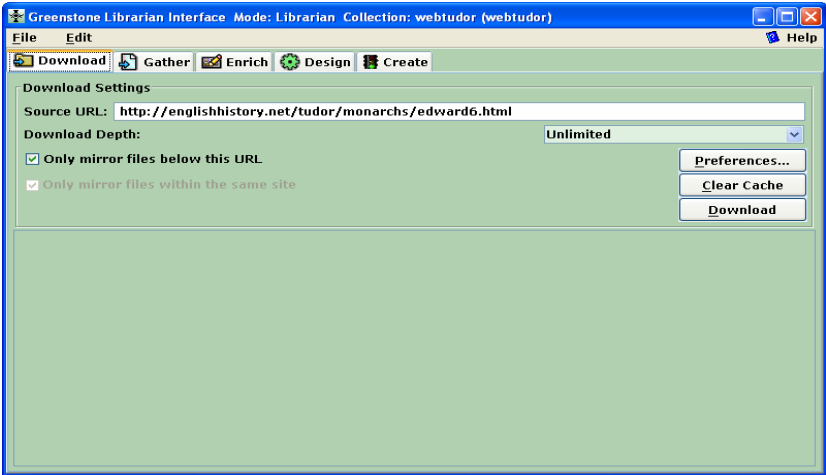 Greenstone Librarian Interface Mode: Librarian Collection: webtudor (webtudor)
File Edit Help
Download Gather Enrich Design Create
Download Settings
Source URL: http://englishhistory.net/tudor/monarchs/edward6.html
Download Depth: Unlimited
Only mirror files below this URL
Preferences...
Only mirror files within the same site
Clear Cache
Download